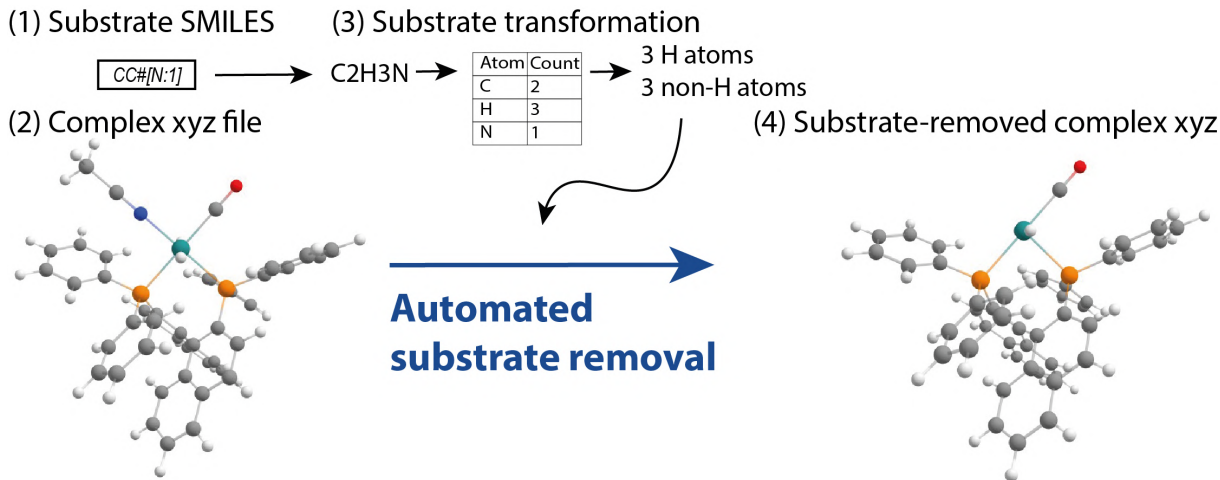 (1) Substrate SMILES
(3) Substrate transformation
CC#[N:1]
C2H3N
Atom Count
C 2
H 3
N 1
3 H atoms
3 non-H atoms
(2) Complex xyz file
(4) Substrate-removed complex xyz
Automated
substrate removal